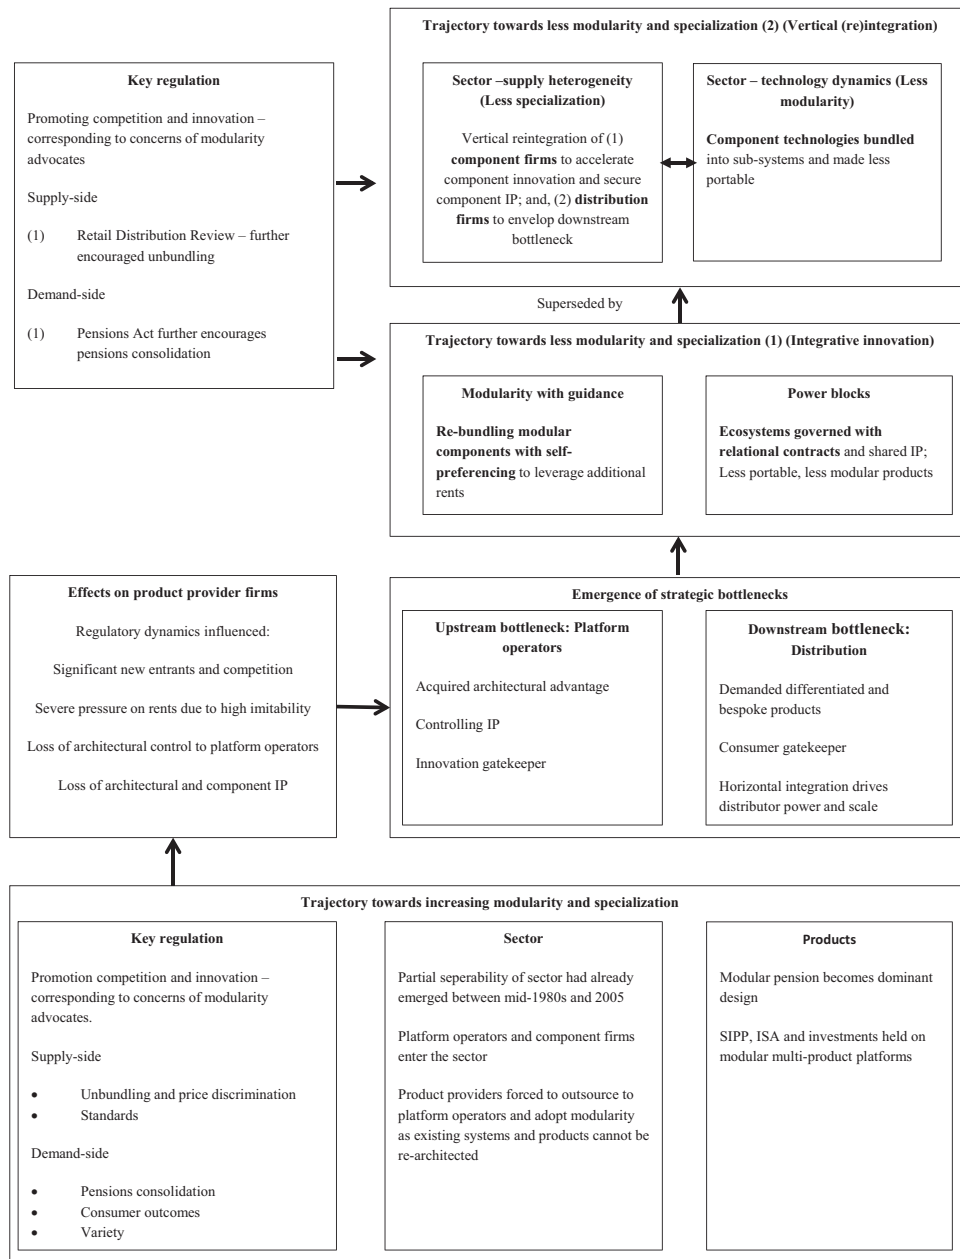 Trajectory towards less modularity and specialization (2) (Vertical (re)integration)
Key regulation
Promoting competition and innovation –
corresponding to concerns of modularity
advocates
Supply-side
(1) Retail Distribution Review – further
encouraged unbundling
Demand-side
(1) Pensions Act further encourages
pensions consolidation
Sector –supply heterogeneity
(Less specialization)
Vertical reintegration of (1)
component firms to accelerate
component innovation and secure
component IP; and, (2) distribution
firms to envelop downstream
bottleneck
Sector – technology dynamics (Less
modularity)
Component technologies bundled
into sub-systems and made less
portable
Superseded by
Trajectory towards less modularity and specialization (1) (Integrative innovation)
Modularity with guidance
Re-bundling modular
components with self-
preferencing to leverage additional
rents
Power blocks
Ecosystems governed with
relational contracts and shared IP;
Less portable, less modular products
Effects on product provider firms
Regulatory dynamics influenced:
Significant new entrants and competition
Severe pressure on rents due to high imitability
Loss of architectural control to platform operators
Loss of architectural and component IP
Emergence of strategic bottlenecks
Upstream bottleneck: Platform
operators
Acquired architectural advantage
Controlling IP
Innovation gatekeeper
Downstream bottleneck:
Distribution
Demanded differentiated and
bespoke products
Consumer gatekeeper
Horizontal integration drives
distributor power and scale
Trajectory towards increasing modularity and specialization
Key regulation
Promotion competition and innovation –
corresponding to concerns of modularity
advocates.
Supply-side
• Unbundling and price discrimination
• Standards
Demand-side
• Pensions consolidation
• Consumer outcomes
• Variety
Sector
Partial seperability of sector had already
emerged between mid-1980s and 2005
Platform operators and component firms
enter the sector
Product providers forced to outsource to
platform operators and adopt modularity
as existing systems and products cannot be
re-architected
Products
Modular pension becomes dominant
design
SIPP, ISA and investments held on
modular multi-product platforms